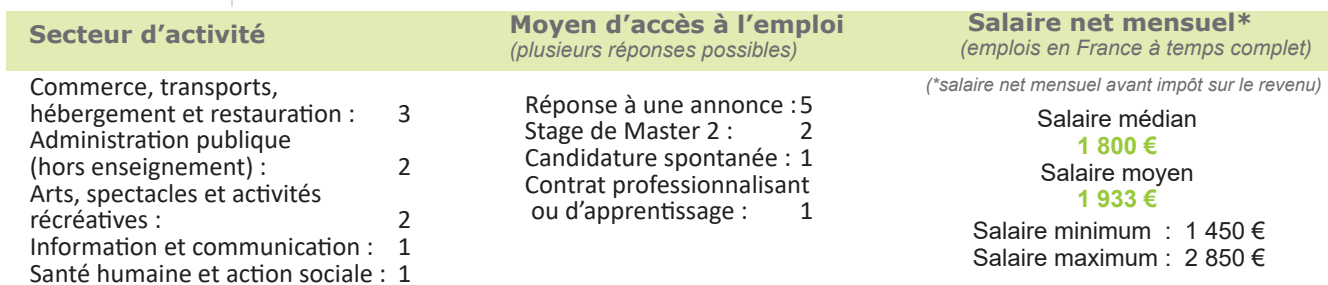 Secteur d'activité
Commerce, transports,
hébergement et restauration : 3
Administration publique
(hors enseignement) : 2
Arts, spectacles et activités
récréatives : 2
Information et communication : 1
Santé humaine et action sociale : 1
Moyen d'accès à l'emploi
(plusieurs réponses possibles)
Réponse à une annonce : 5
Stage de Master 2 : 2
Candidature spontanée : 1
Contrat professionnalisant
ou d'apprentissage : 1
Salaire net mensuel*
(emplois en France à temps complet)
(*salaire net mensuel avant impôt sur le revenu)
Salaire médian
1 800 €
Salaire moyen
1 933 €
Salaire minimum : 1 450 €
Salaire maximum : 2 850 €